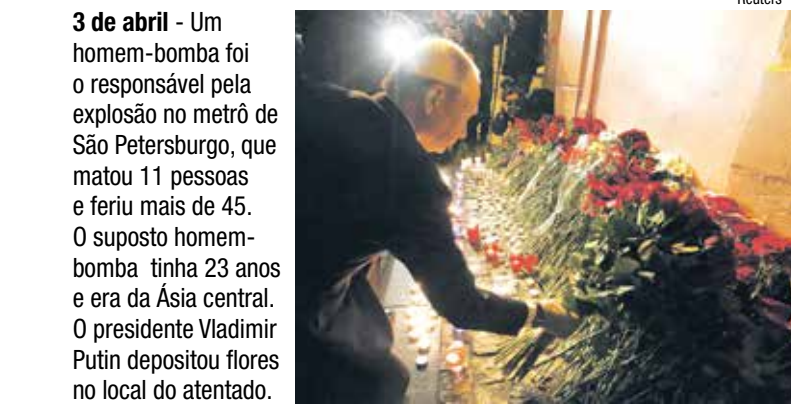 Reuters
3 de abril - Um
homem-bomba foi
o responsável pela
explosão no metrô de
São Petersburgo, que
matou 11 pessoas
e feriu mais de 45.
O suposto homem-
bomba tinha 23 anos
e era da Ásia central.
O presidente Vladimir
Putin depositou flores
no local do atentado.